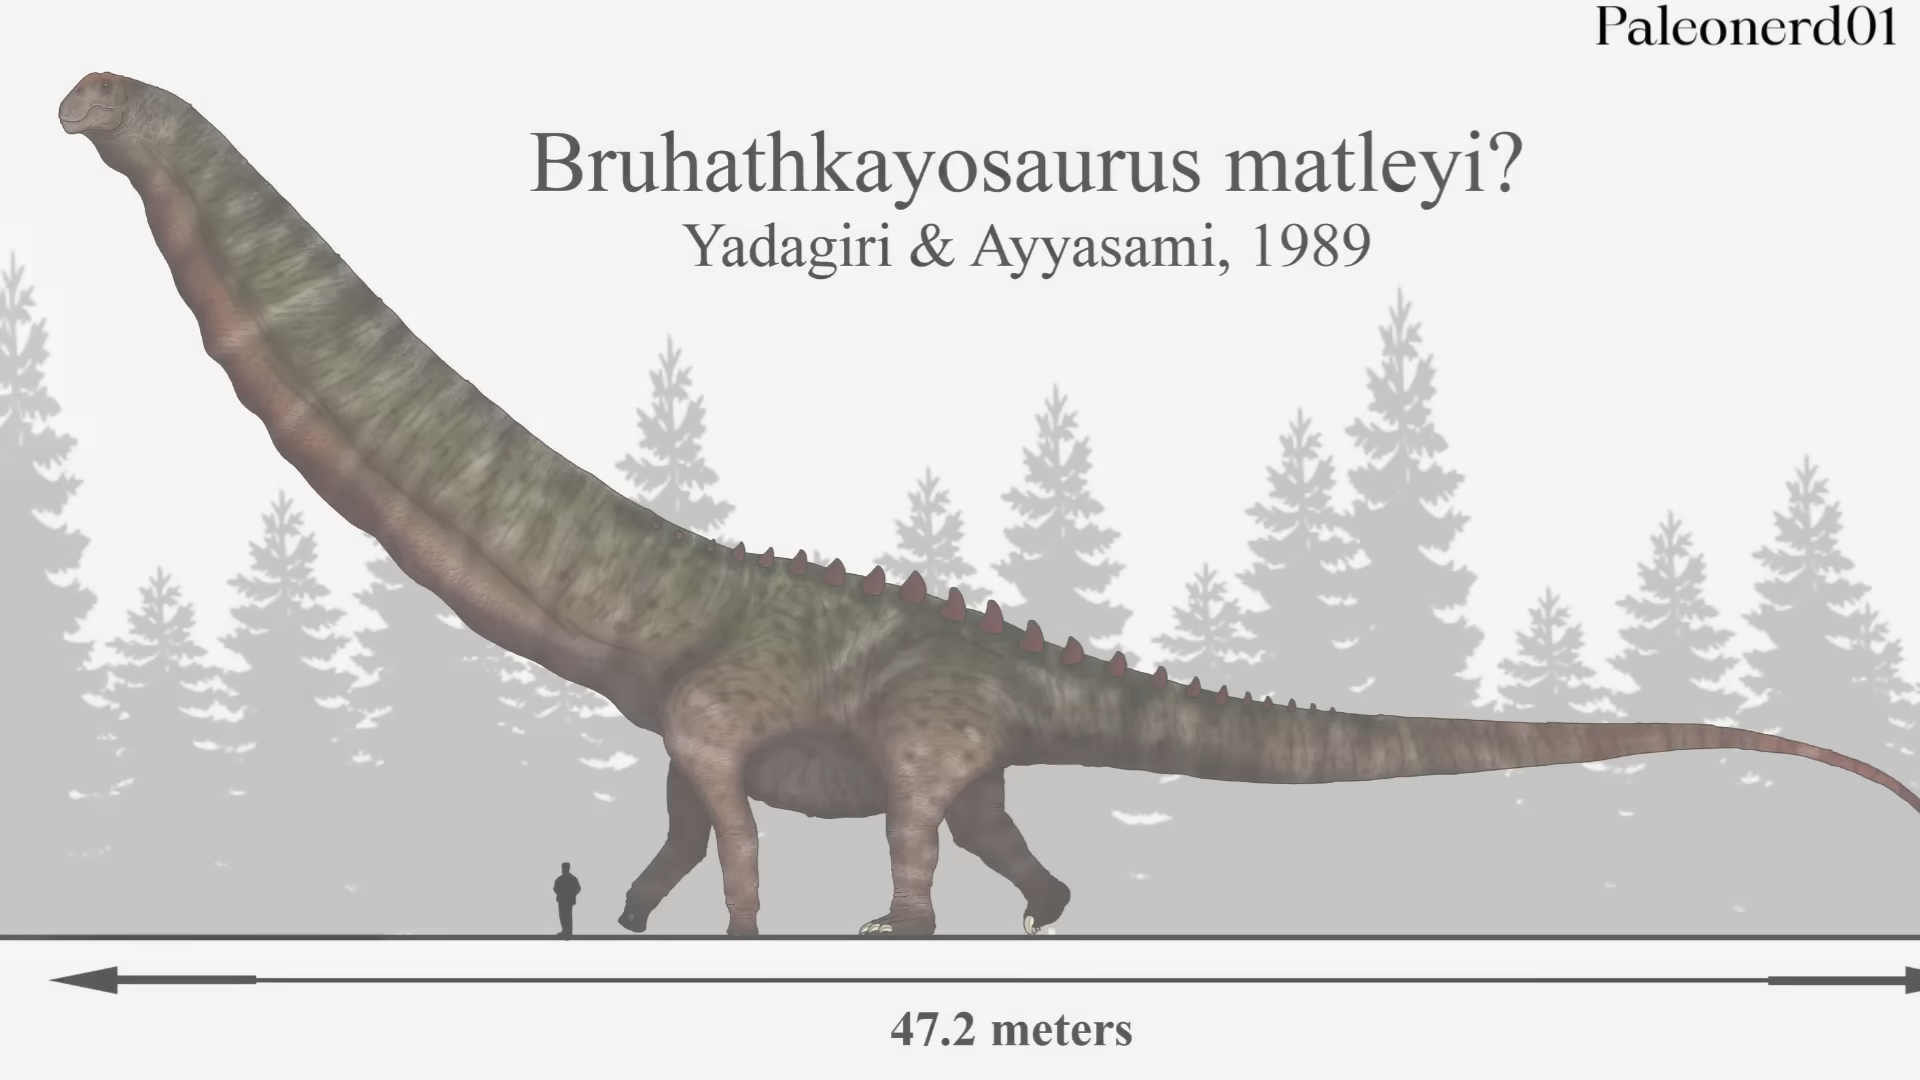 Paleonerd01
Bruhathkayosaurus matleyi?
Yadagiri & Ayyasami, 1989
47.2 meters